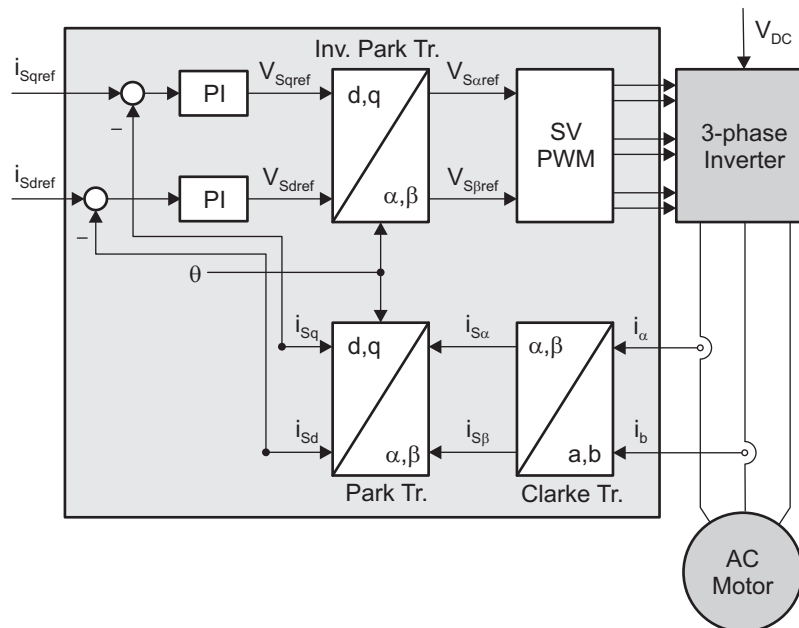 V_DC
Inv. Park Tr.
i_Sqref
PI
V_Sqref
d,q
α,β
V_Sαref
SV
PWM
3-phase
Inverter
–
i_Sdref
PI
V_Sdref
V_Sβref
–
θ
i_Sq
d,q
α,β
i_Sα
α,β
a,b
i_α
i_Sd
i_Sβ
i_b
Park Tr.
Clarke Tr.
AC
Motor